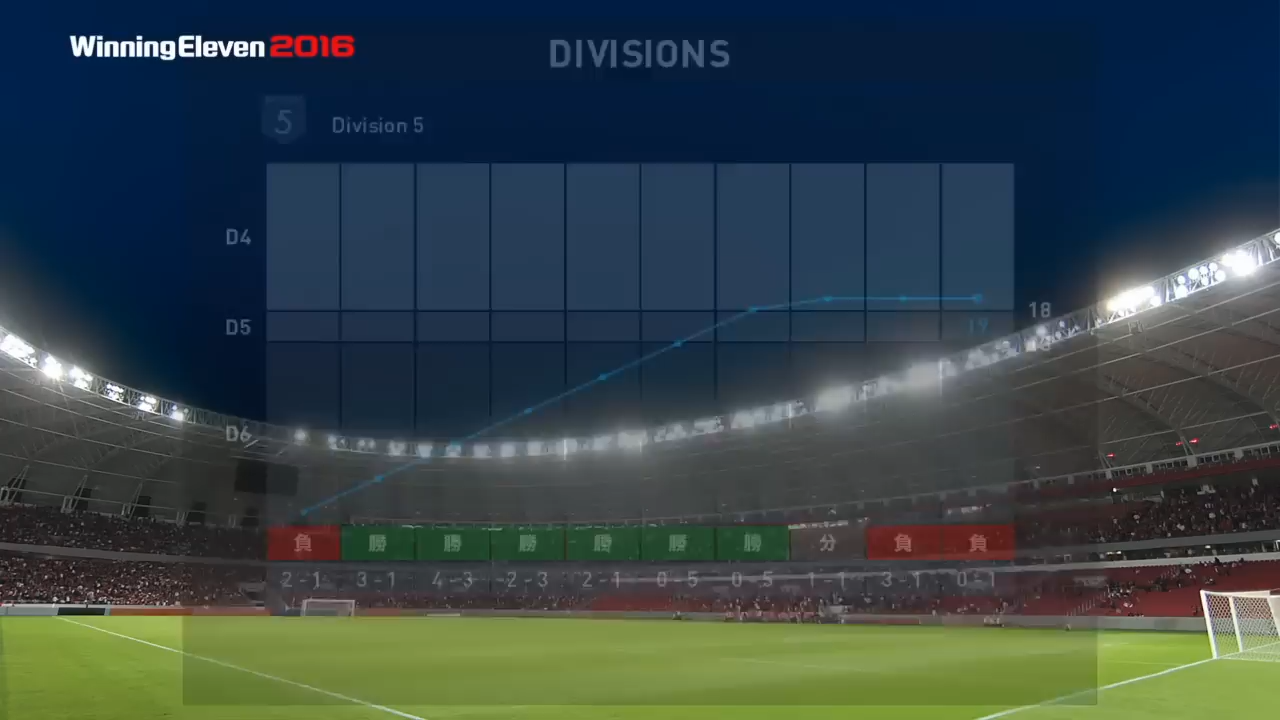 WinningEleven 2016
DIVISIONS
5 Division 5
D4
D5
18
19
D6
負 勝 勝 勝 勝 勝 勝 分 負 負
2-1 3-1 4-3 2-3 2-1 0-5 0-5 1-1 3-1 0-1